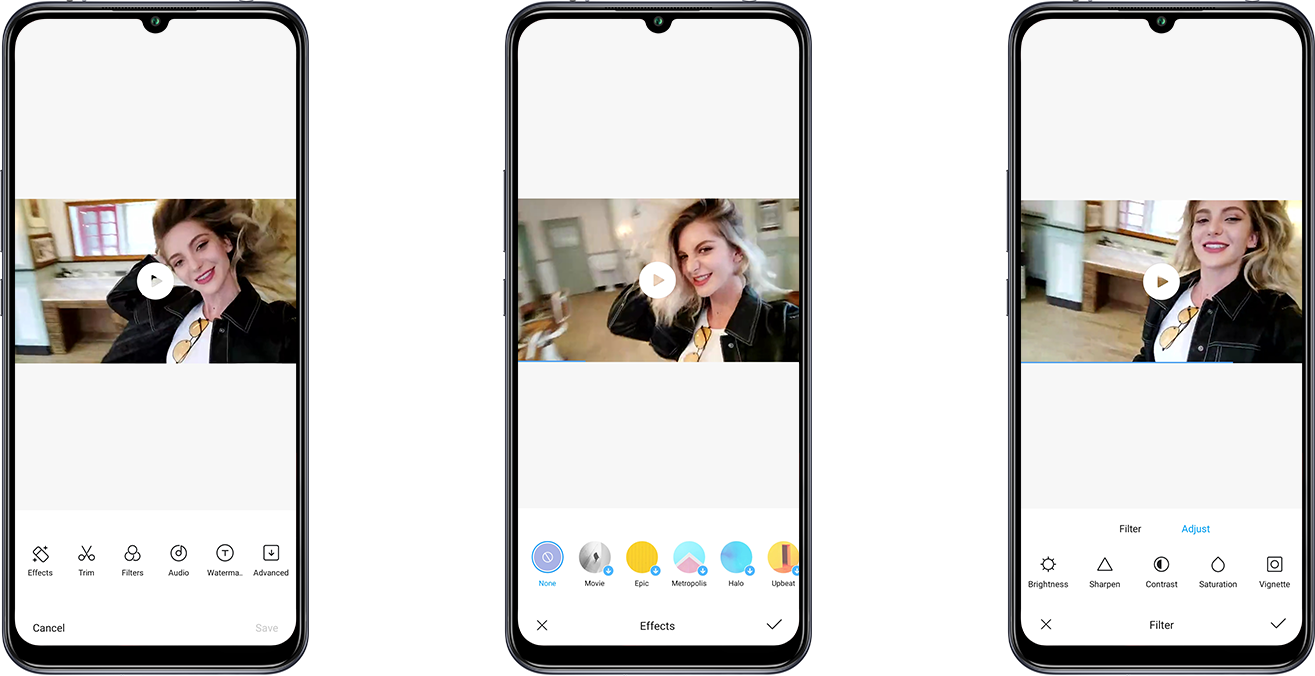 Effects Trim Filters Audio Waterma.. Advanced
Cancel Save
None Movie Epic Metropolis Halo Upbeat
Effects
Filter Adjust
Brightness Sharpen Contrast Saturation Vignette
Filter